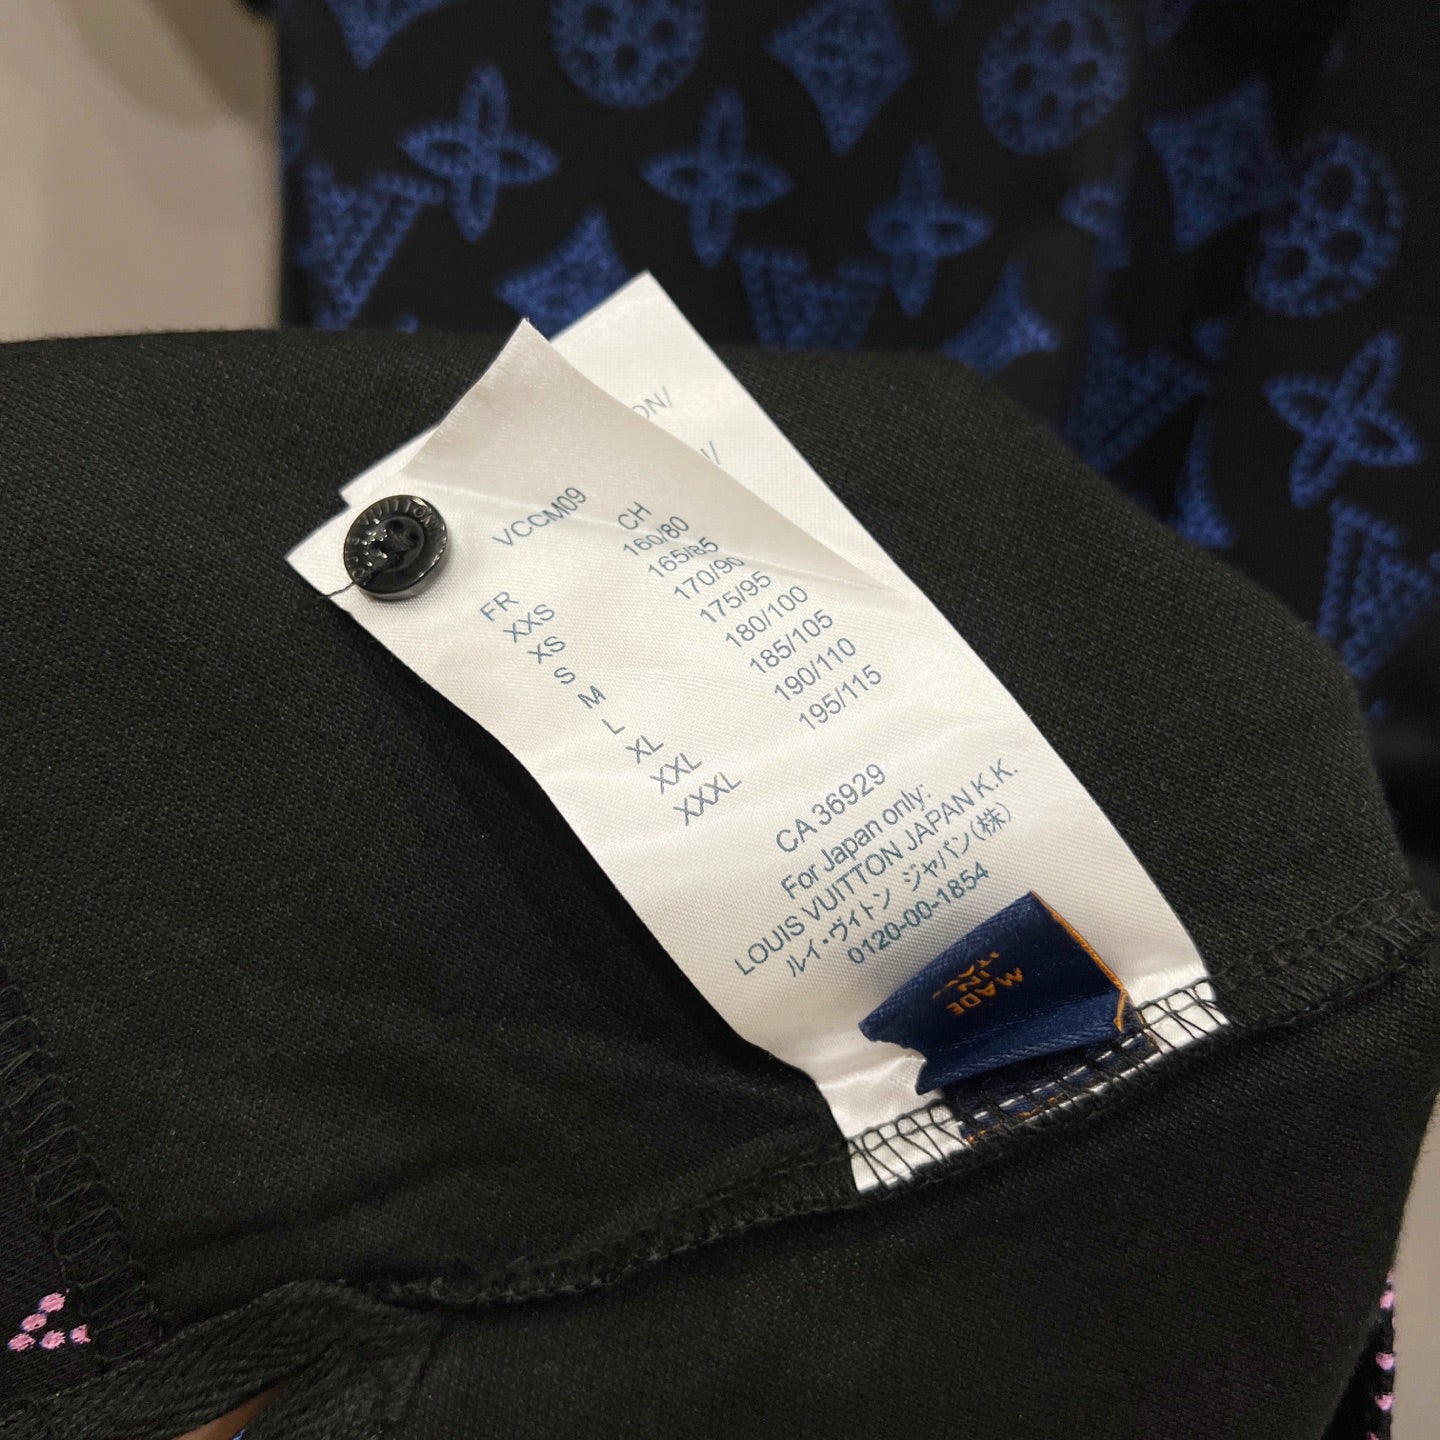 ON/
N/
VUITTON
VCCM09
FR CH
XXS 160/80
XS 165/85
S 170/90
M 175/95
L 180/100
XL 185/105
XXL 190/110
XXXL 195/115
CA 36929
For Japan only:
LOUIS VUITTON JAPAN K.K.
ルイ・ヴィトン ジャパン(株)
0120-00-1854
MADE
IN